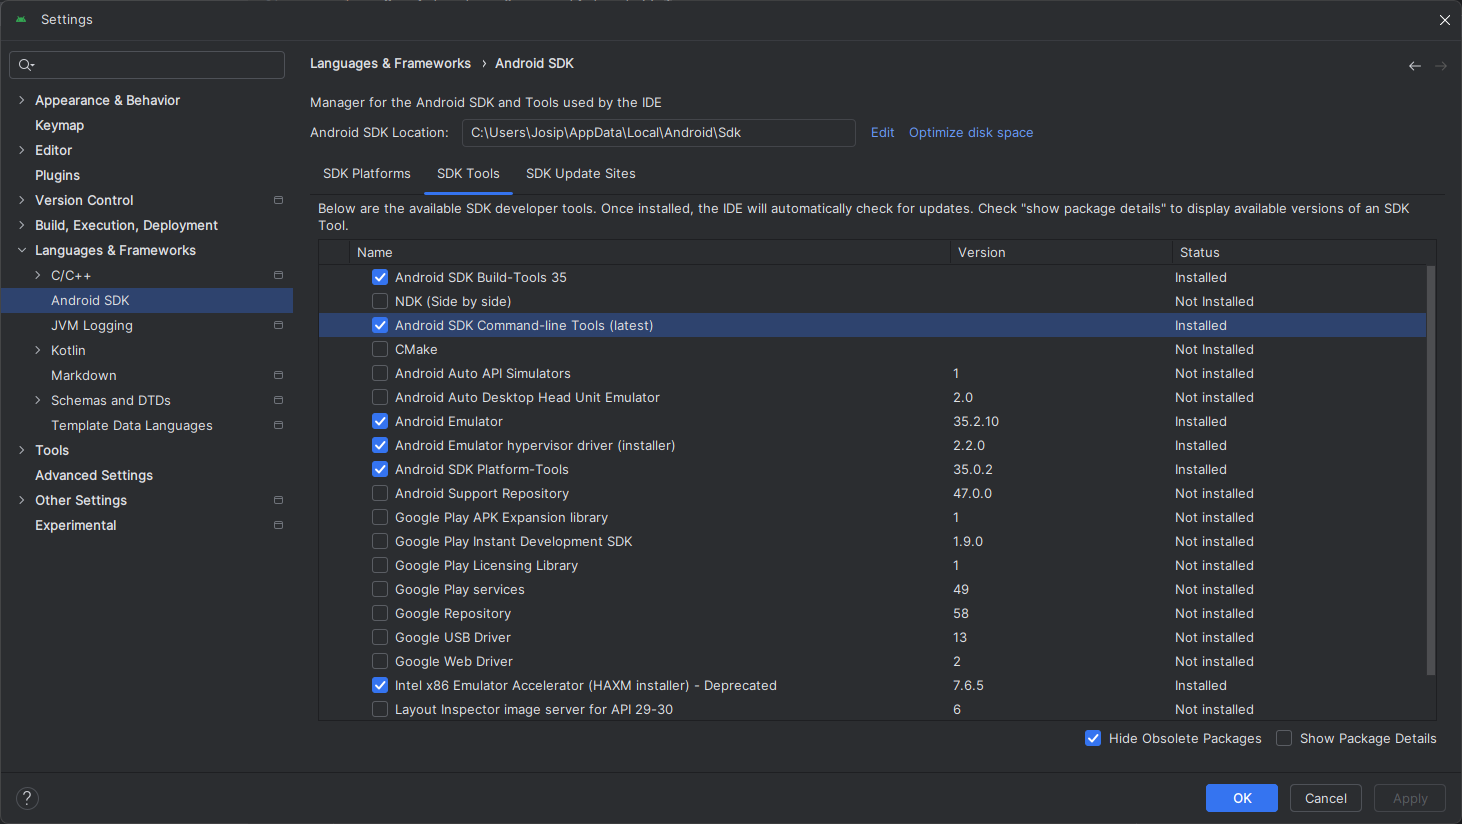 Settings
Languages & Frameworks › Android SDK
Appearance & Behavior
Keymap
Editor
Plugins
Version Control
Build, Execution, Deployment
Languages & Frameworks
C/C++
Android SDK
JVM Logging
Kotlin
Markdown
Schemas and DTDs
Template Data Languages
Tools
Advanced Settings
Other Settings
Experimental
Manager for the Android SDK and Tools used by the IDE
Android SDK Location: C:\Users\Josip\AppData\Local\Android\Sdk Edit Optimize disk space
SDK Platforms SDK Tools SDK Update Sites
Below are the available SDK developer tools. Once installed, the IDE will automatically check for updates. Check "show package details" to display available versions of an SDK
Tool.
Name Version Status
Android SDK Build-Tools 35 Installed
NDK (Side by side) Not Installed
Android SDK Command-line Tools (latest) Installed
CMake Not Installed
Android Auto API Simulators 1 Not installed
Android Auto Desktop Head Unit Emulator 2.0 Not installed
Android Emulator 35.2.10 Installed
Android Emulator hypervisor driver (installer) 2.2.0 Installed
Android SDK Platform-Tools 35.0.2 Installed
Android Support Repository 47.0.0 Not installed
Google Play APK Expansion library 1 Not installed
Google Play Instant Development SDK 1.9.0 Not installed
Google Play Licensing Library 1 Not installed
Google Play services 49 Not installed
Google Repository 58 Not installed
Google USB Driver 13 Not installed
Google Web Driver 2 Not installed
Intel x86 Emulator Accelerator (HAXM installer) - Deprecated 7.6.5 Installed
Layout Inspector image server for API 29-30 6 Not installed
Hide Obsolete Packages Show Package Details
? OK Cancel Apply